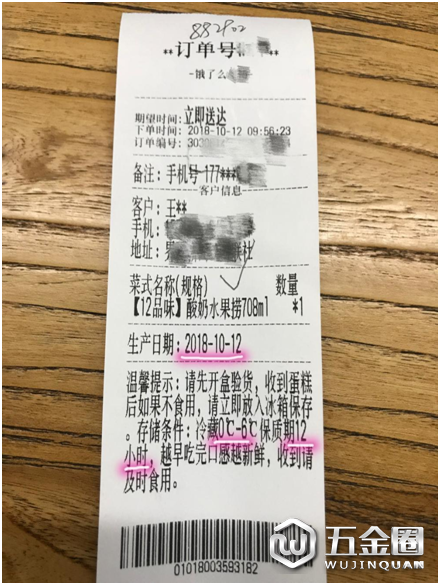 882802
**订单号
-饿了么
期望时间:立即送达
下单时间:2018-10-12 09:56:23
订单编号:303
备注:手机号 177***
客户信息
客户:王**
手机:
地址:
菜式名称(规格) 数量
【12品味】酸奶水果捞708ml *1
生产日期:2018-10-12
温馨提示:请先开盒验货,收到蛋糕
后如果不食用,请立即放入冰箱保存
。存储条件:冷藏0℃-6℃保质期12
小时,越早吃完口感越新鲜,收到请
及时食用。
01018003593182
五金圈
WUJINQUAN